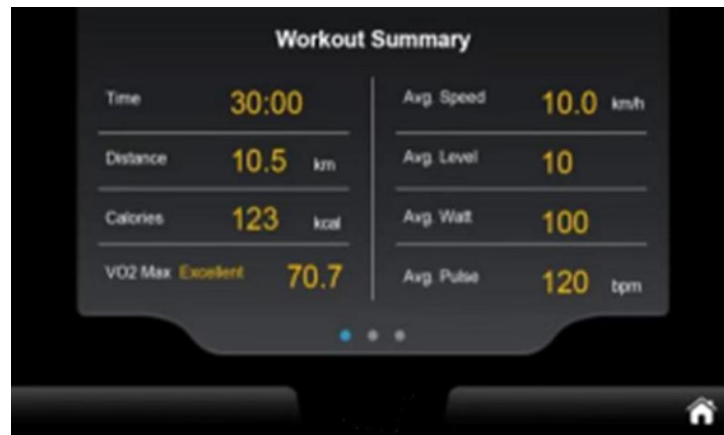 Workout Summary
Time 30:00
Distance 10.5 km
Calories 123 kcal
VO2 Max Excellent 70.7
Avg. Speed 10.0 km/h
Avg. Level 10
Avg. Watt 100
Avg. Pulse 120 bpm